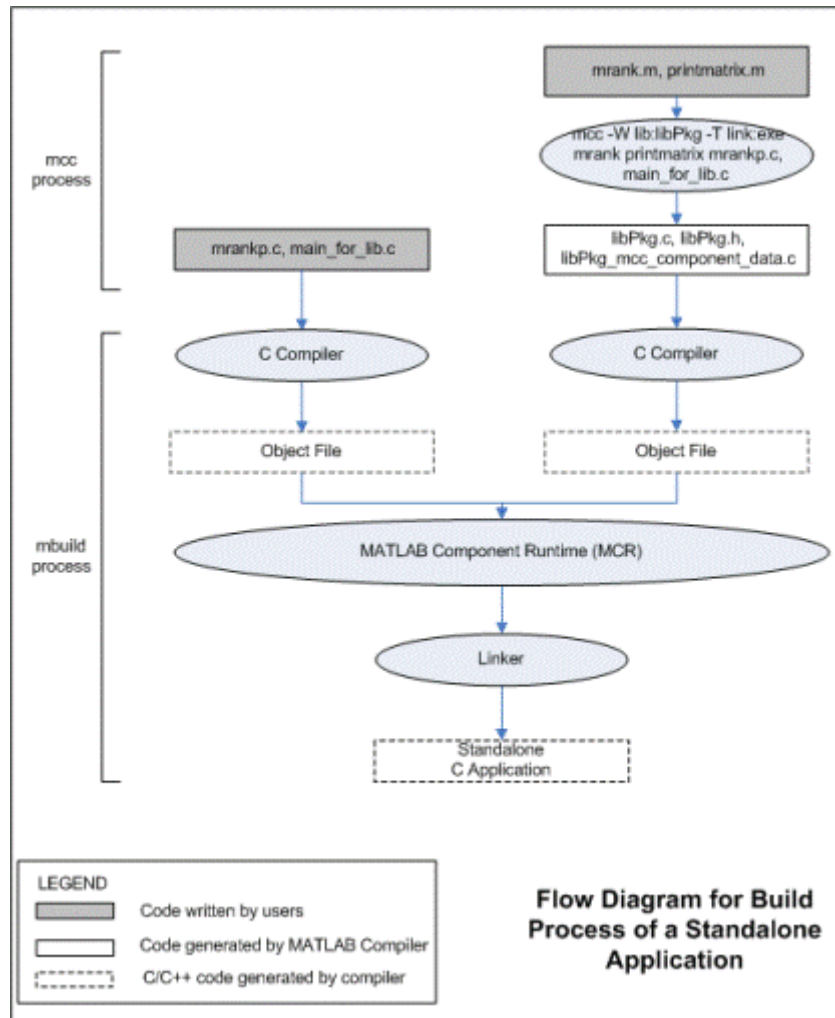 mcc
process
mrank.m, printmatrix.m
mcc -W lib:libPkg -T link:exe
mrank printmatrix mrankp.c,
main_for_lib.c
mrankp.c, main_for_lib.c
libPkg.c, libPkg.h,
libPkg_mcc_component_data.c
mbuild
process
C Compiler
C Compiler
Object File
Object File
MATLAB Component Runtime (MCR)
Linker
Standalone
C Application
LEGEND
Code written by users
Code generated by MATLAB Compiler
C/C++ code generated by compiler
Flow Diagram for Build
Process of a Standalone
Application